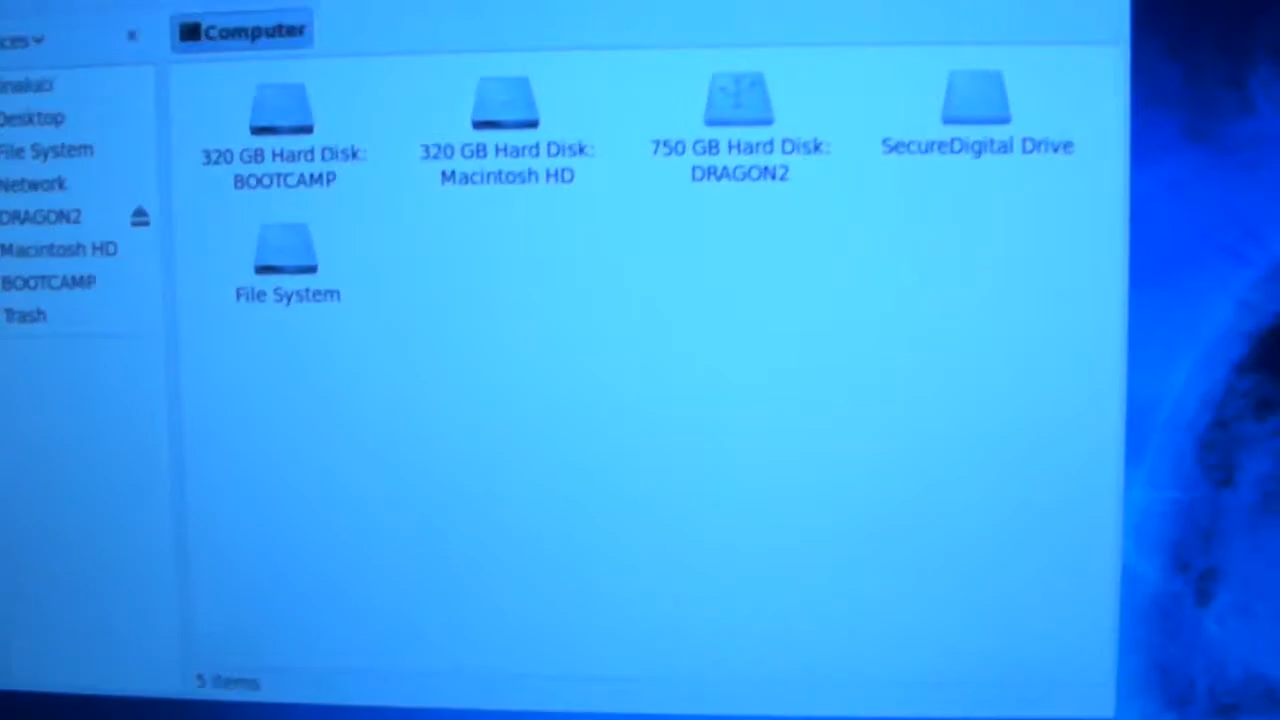 Computer
Desktop
File System
Network
DRAGON2
Macintosh HD
BOOTCAMP
Trash
320 GB Hard Disk:
BOOTCAMP
320 GB Hard Disk:
Macintosh HD
750 GB Hard Disk:
DRAGON2
SecureDigital Drive
File System
5 items